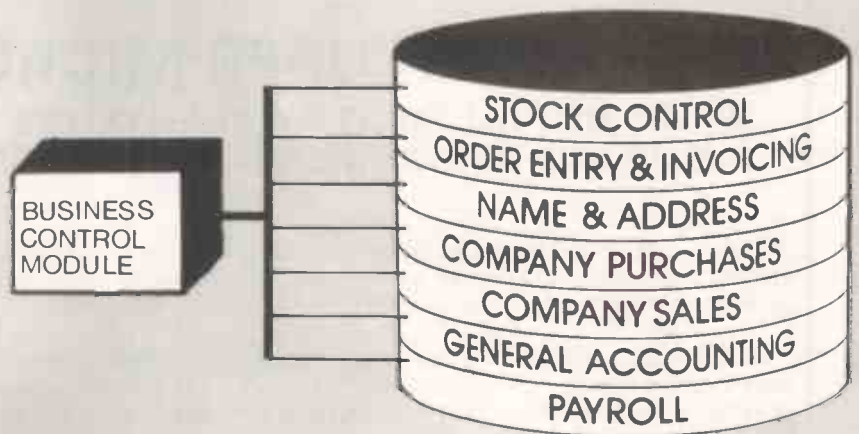 BUSINESS
CONTROL
MODULE
STOCK CONTROL
ORDER ENTRY & INVOICING
NAME & ADDRESS
COMPANY PURCHASES
COMPANY SALES
GENERAL ACCOUNTING
PAYROLL